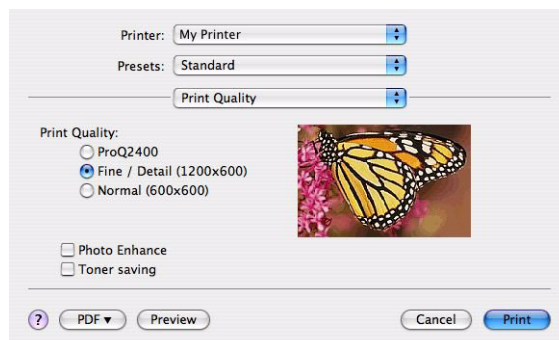 Printer: My Printer
Presets: Standard
Print Quality
Print Quality:
ProQ2400
Fine / Detail (1200x600)
Normal (600x600)
Photo Enhance
Toner saving
? PDF▼ Preview Cancel Print